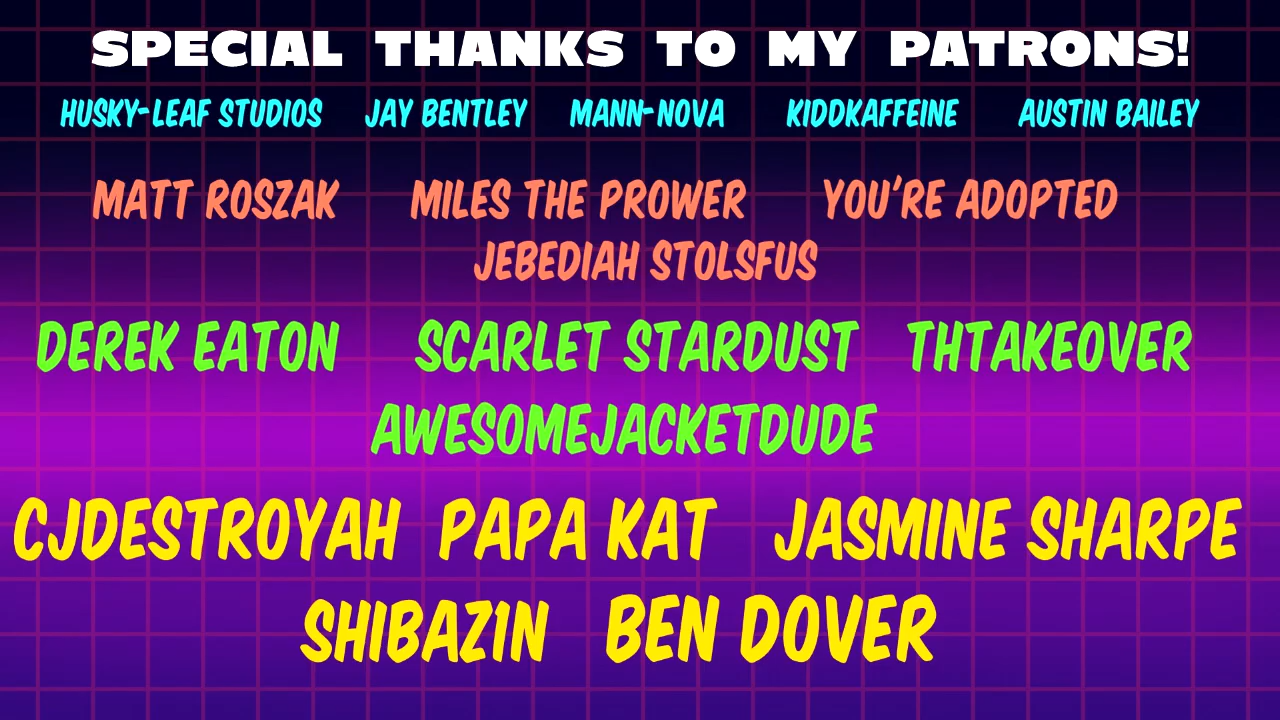 SPECIAL THANKS TO MY PATRONS!
HUSKY-LEAF STUDIOS JAY BENTLEY MANN-NOVA KIDDKAFFEINE AUSTIN BAILEY
MATT ROSZAK MILES THE PROWER YOU'RE ADOPTED
JEBEDIAH STOLSFUS
DEREK EATON SCARLET STARDUST THTAKEOVER
AWESOMEJACKETDUDE
CJDESTROYAH PAPA KAT JASMINE SHARPE
SHIBAZ1N BEN DOVER